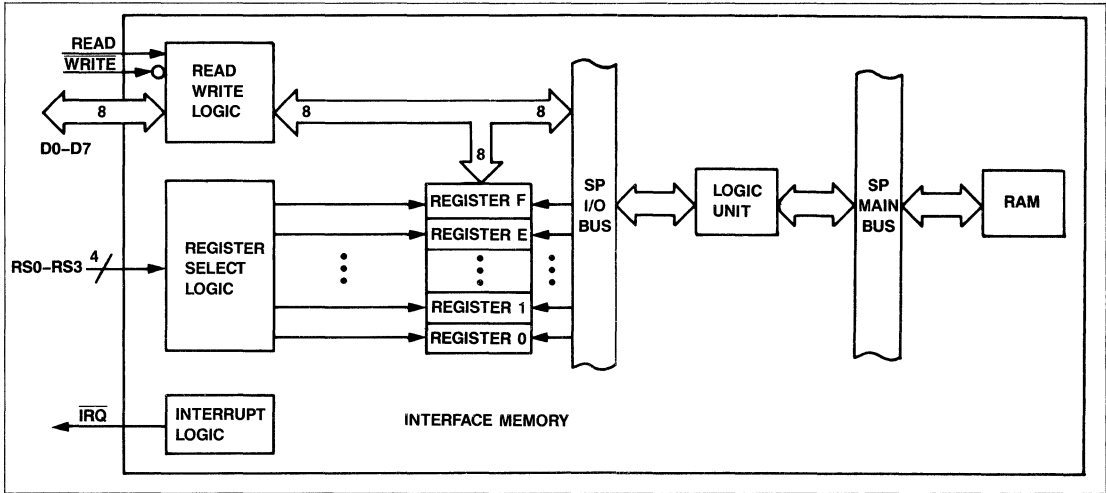 READ
WRITE
READ
WRITE
LOGIC
8
8
8
8
D0–D7
REGISTER F
REGISTER E
REGISTER 1
REGISTER 0
SP
I/O
BUS
LOGIC
UNIT
SP
MAIN
BUS
RAM
RS0–RS3
4
REGISTER
SELECT
LOGIC
IRQ
INTERRUPT
LOGIC
INTERFACE MEMORY